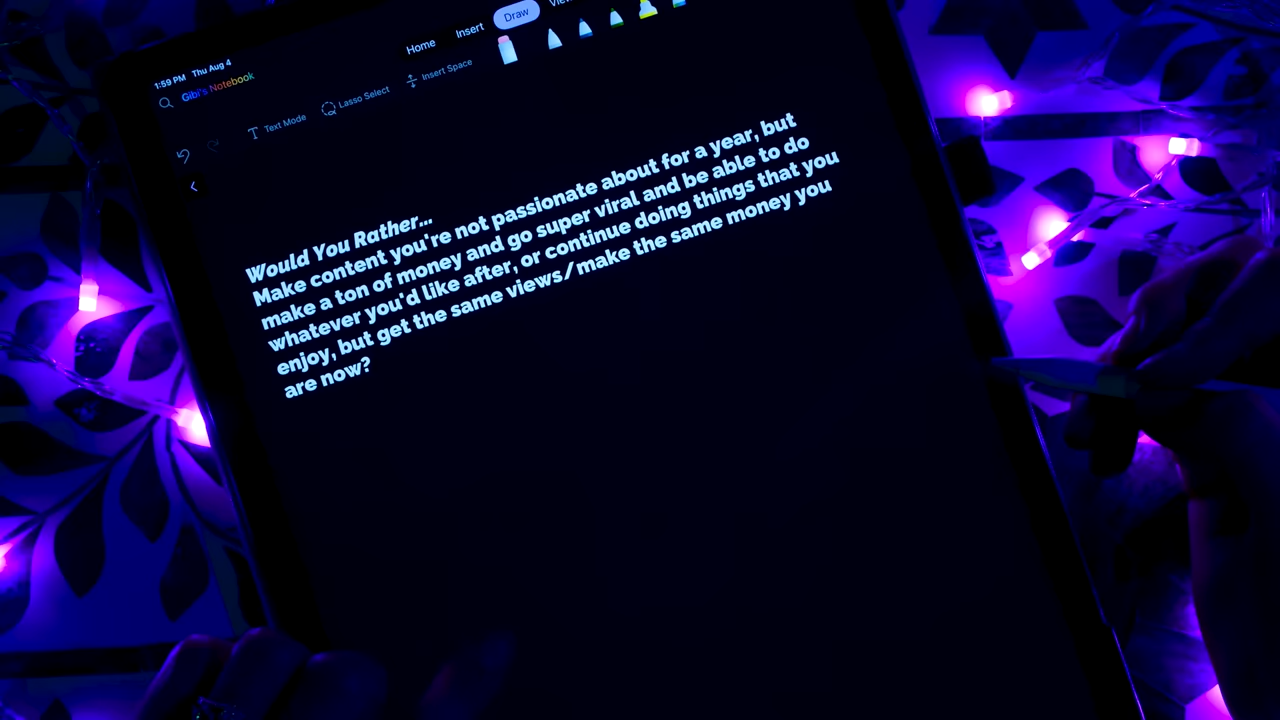 1:59 PM Thu Aug 4
Home Insert Draw
Gibi's Notebook
Text Mode Lasso Select Insert Space
Would You Rather...
Make content you're not passionate about for a year, but
make a ton of money and go super viral and be able to do
whatever you'd like after, or continue doing things that you
enjoy, but get the same views/make the same money you
are now?